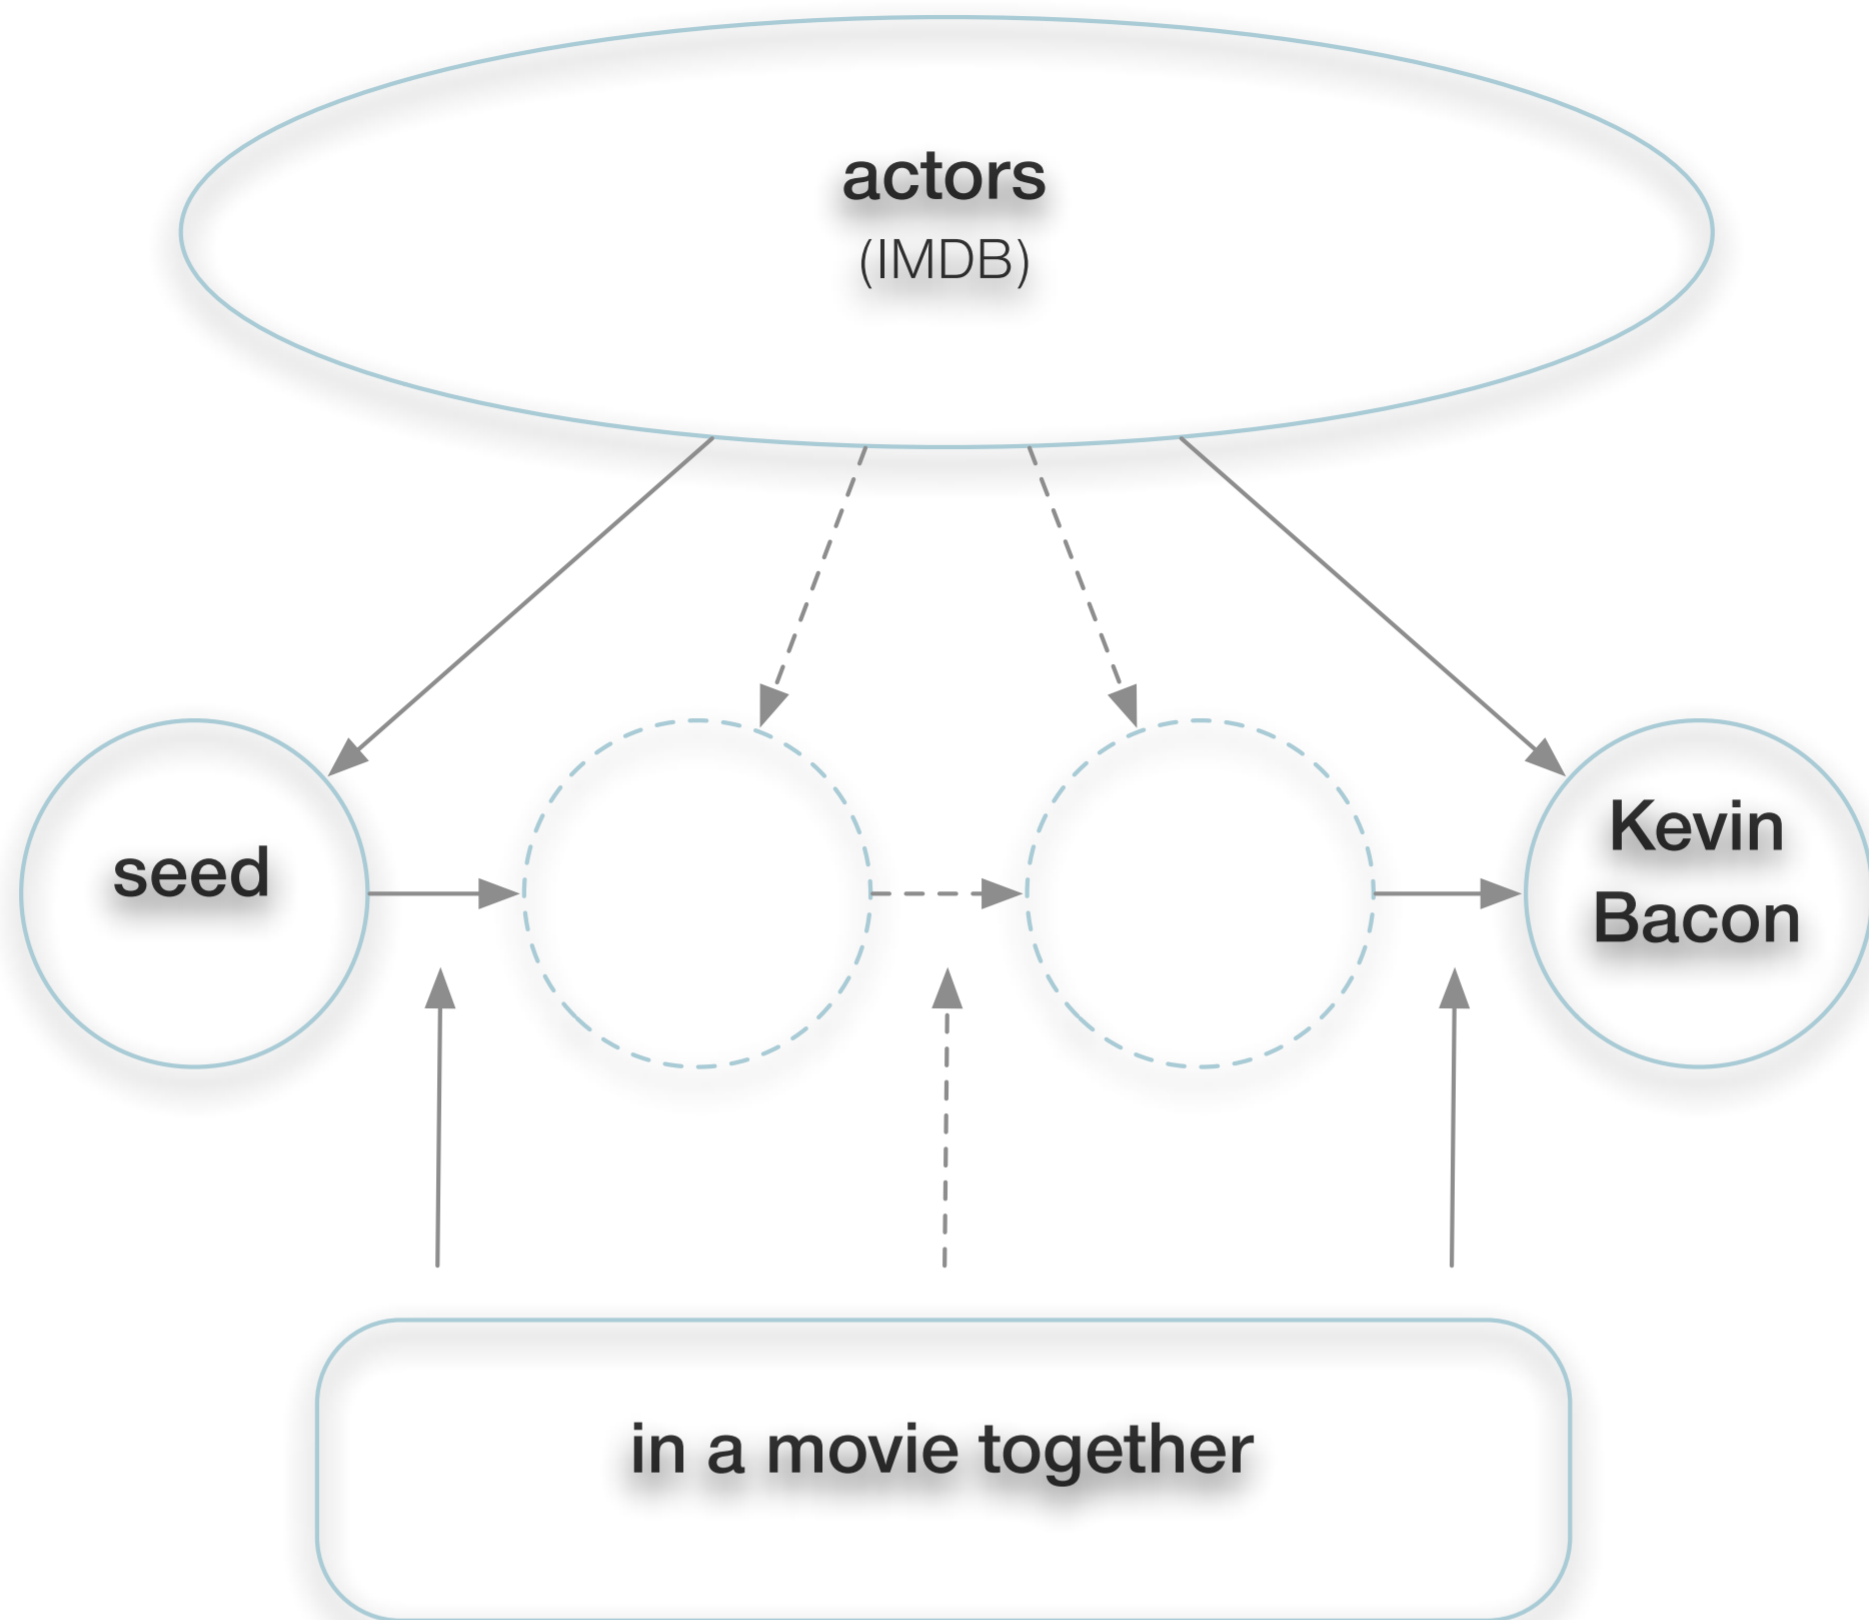 actors
(IMDB)
seed
Kevin
Bacon
in a movie together